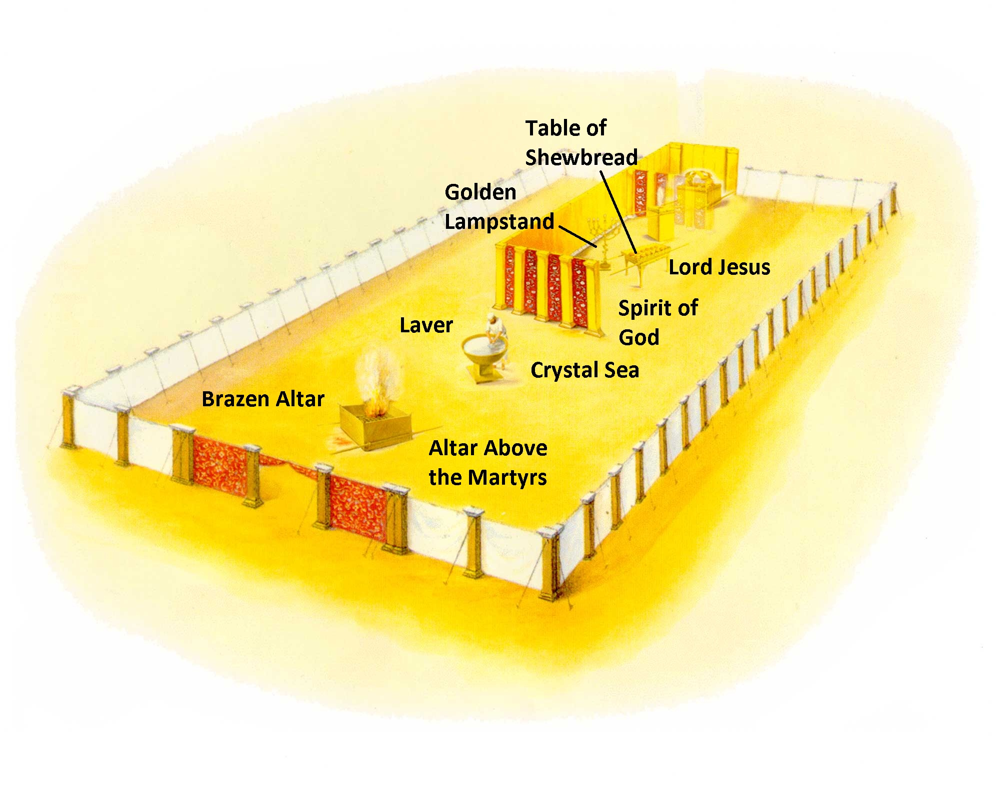 Table of
Shewbread
Golden
Lampstand
Lord Jesus
Spirit of
God
Laver
Crystal Sea
Brazen Altar
Altar Above
the Martyrs